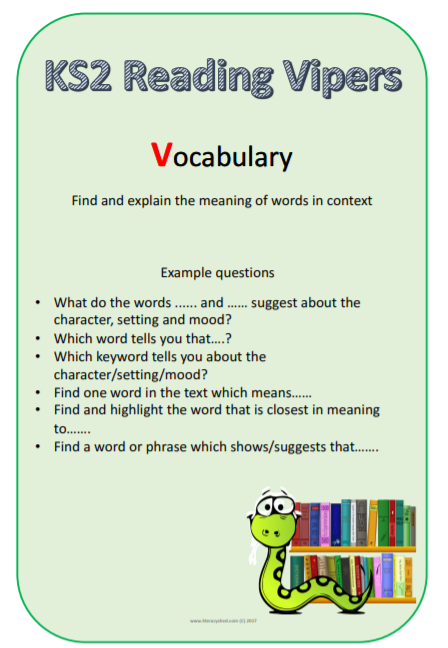 KS2 Reading Vipers
Vocabulary
Find and explain the meaning of words in context
Example questions
• What do the words ...... and ...... suggest about the
character, setting and mood?
• Which word tells you that....?
• Which keyword tells you about the
character/setting/mood?
• Find one word in the text which means......
• Find and highlight the word that is closest in meaning
to.......
• Find a word or phrase which shows/suggests that.......
www.literacyshed.com (C) 2017